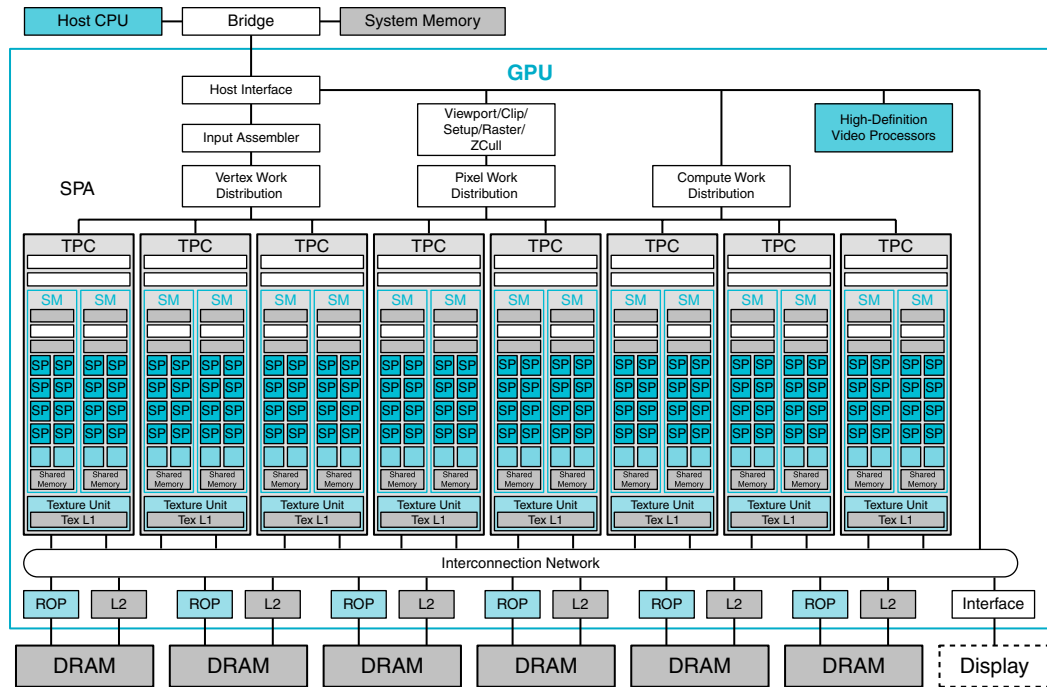 Host CPU
Bridge
System Memory
GPU
Host Interface
Viewport/Clip/
Setup/Raster/
ZCull
High-Definition
Video Processors
Input Assembler
SPA
Vertex Work
Distribution
Pixel Work
Distribution
Compute Work
Distribution
TPC TPC TPC TPC TPC TPC TPC TPC
SM SM SM SM SM SM SM SM SM SM SM SM SM SM SM SM
SP SP SP SP SP SP SP SP SP SP SP SP SP SP SP SP SP SP SP SP SP SP SP SP SP SP SP SP SP SP SP SP
SP SP SP SP SP SP SP SP SP SP SP SP SP SP SP SP SP SP SP SP SP SP SP SP SP SP SP SP SP SP SP SP
SP SP SP SP SP SP SP SP SP SP SP SP SP SP SP SP SP SP SP SP SP SP SP SP SP SP SP SP SP SP SP SP
SP SP SP SP SP SP SP SP SP SP SP SP SP SP SP SP SP SP SP SP SP SP SP SP SP SP SP SP SP SP SP SP
Shared Shared Shared Shared Shared Shared Shared Shared Shared Shared Shared Shared Shared Shared Shared Shared
Memory Memory Memory Memory Memory Memory Memory Memory Memory Memory Memory Memory Memory Memory Memory Memory
Texture Unit Texture Unit Texture Unit Texture Unit Texture Unit Texture Unit Texture Unit Texture Unit
Tex L1 Tex L1 Tex L1 Tex L1 Tex L1 Tex L1 Tex L1 Tex L1
Interconnection Network
ROP L2 ROP L2 ROP L2 ROP L2 ROP L2 ROP L2 Interface
DRAM DRAM DRAM DRAM DRAM DRAM Display